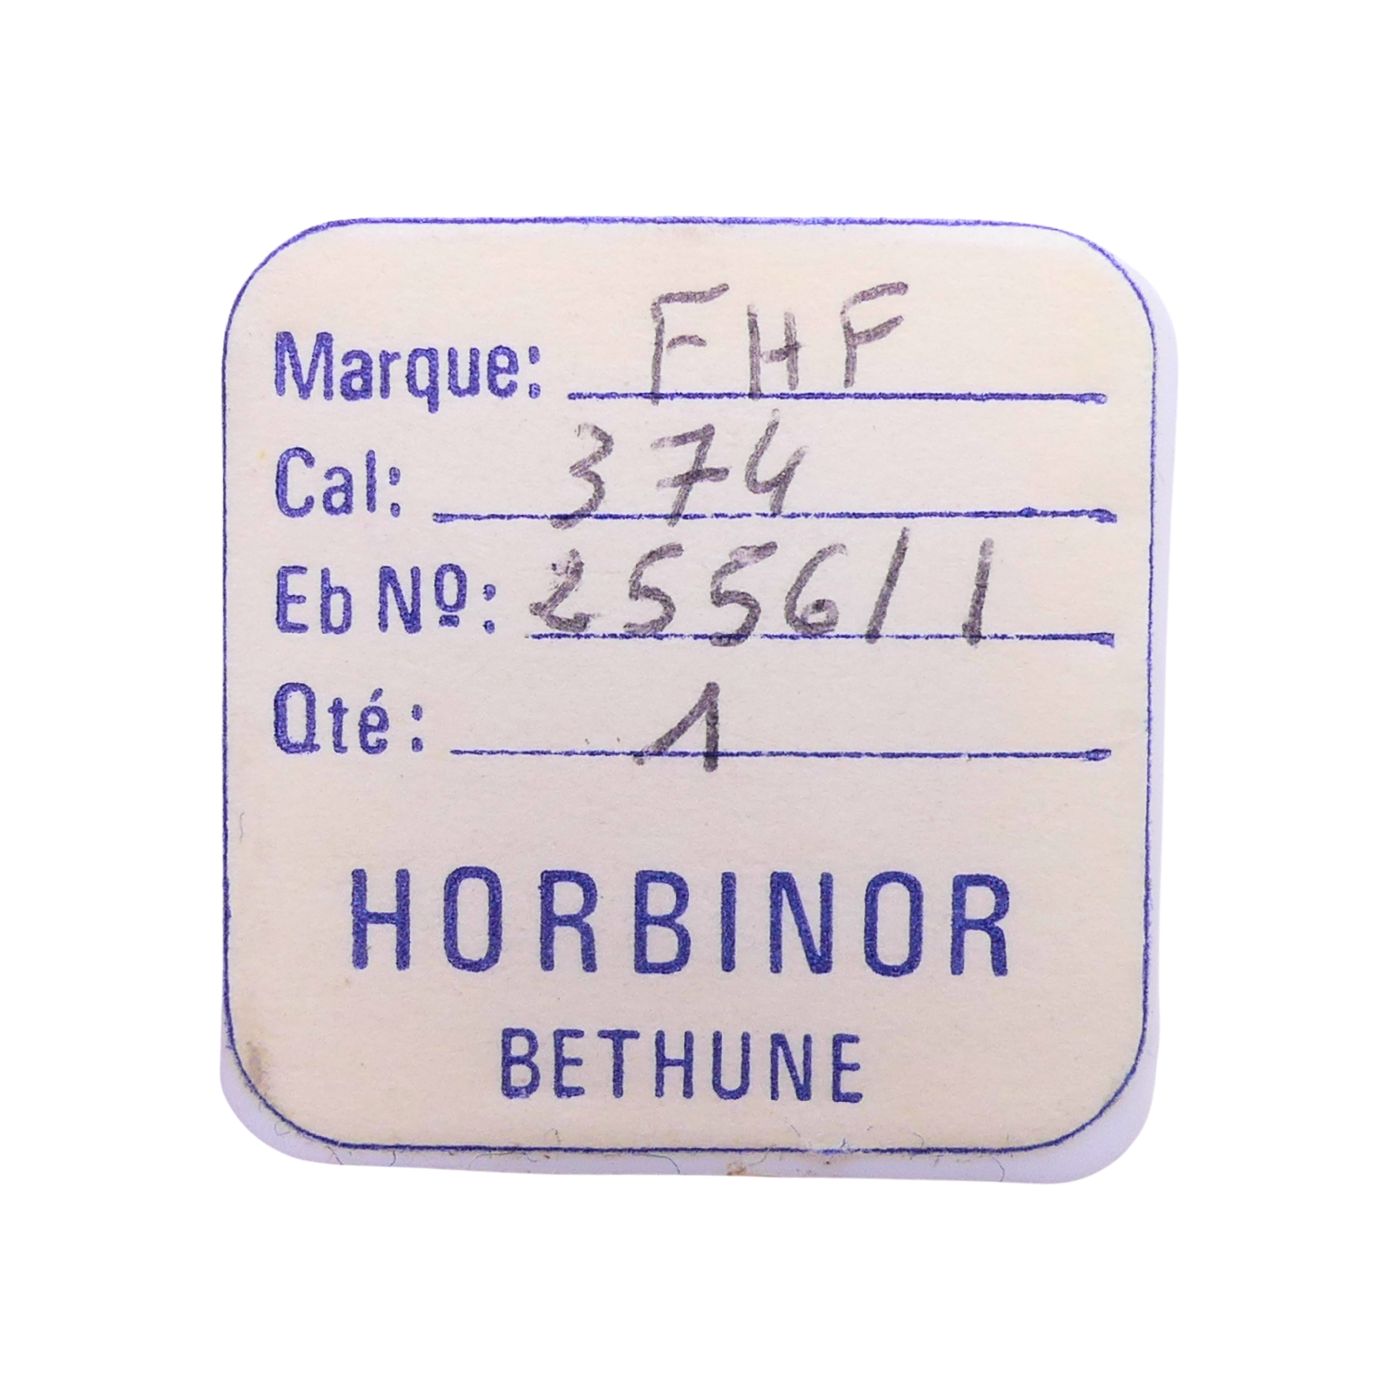 Marque: FHF
Cal: 374
Eb Nº: 2556/1
Qté: 1
HORBINOR
BETHUNE